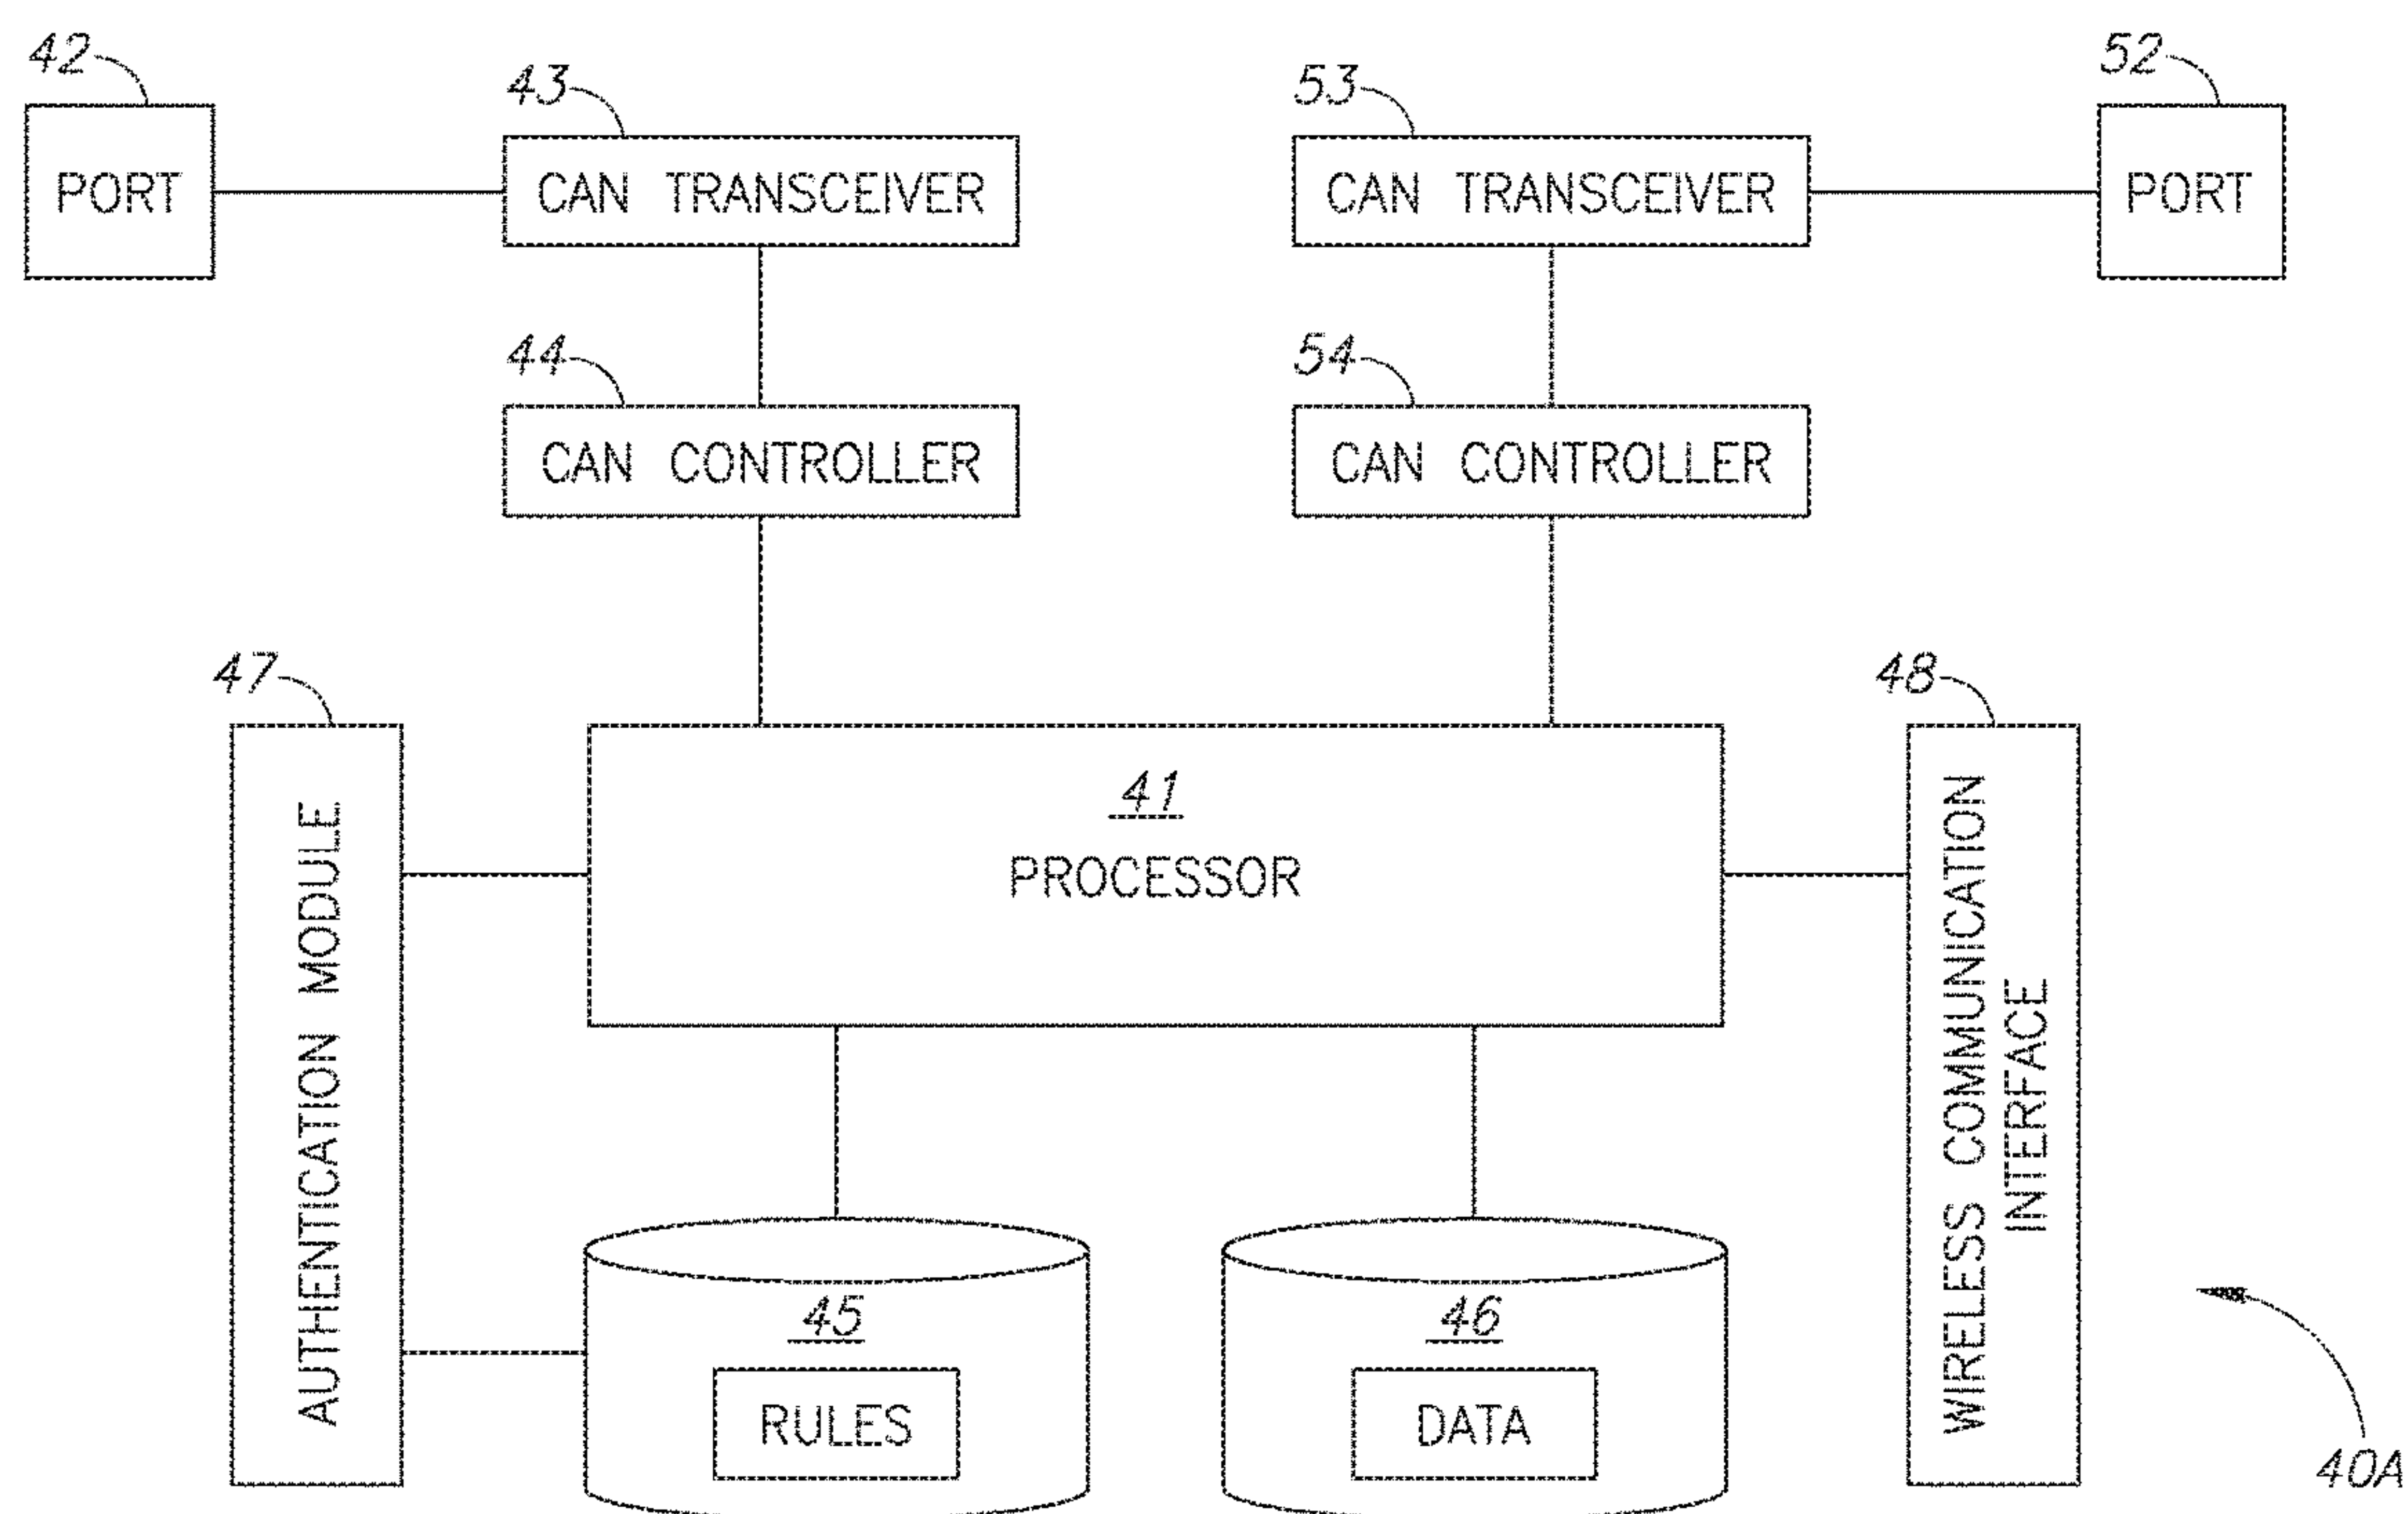 42
43
53
52
PORT
CAN TRANSCEIVER
CAN TRANSCEIVER
PORT
44
54
CAN CONTROLLER
CAN CONTROLLER
47
48
41
PROCESSOR
AUTHENTICATION MODULE
WIRELESS COMMUNICATION
INTERFACE
45
46
RULES
DATA
40A